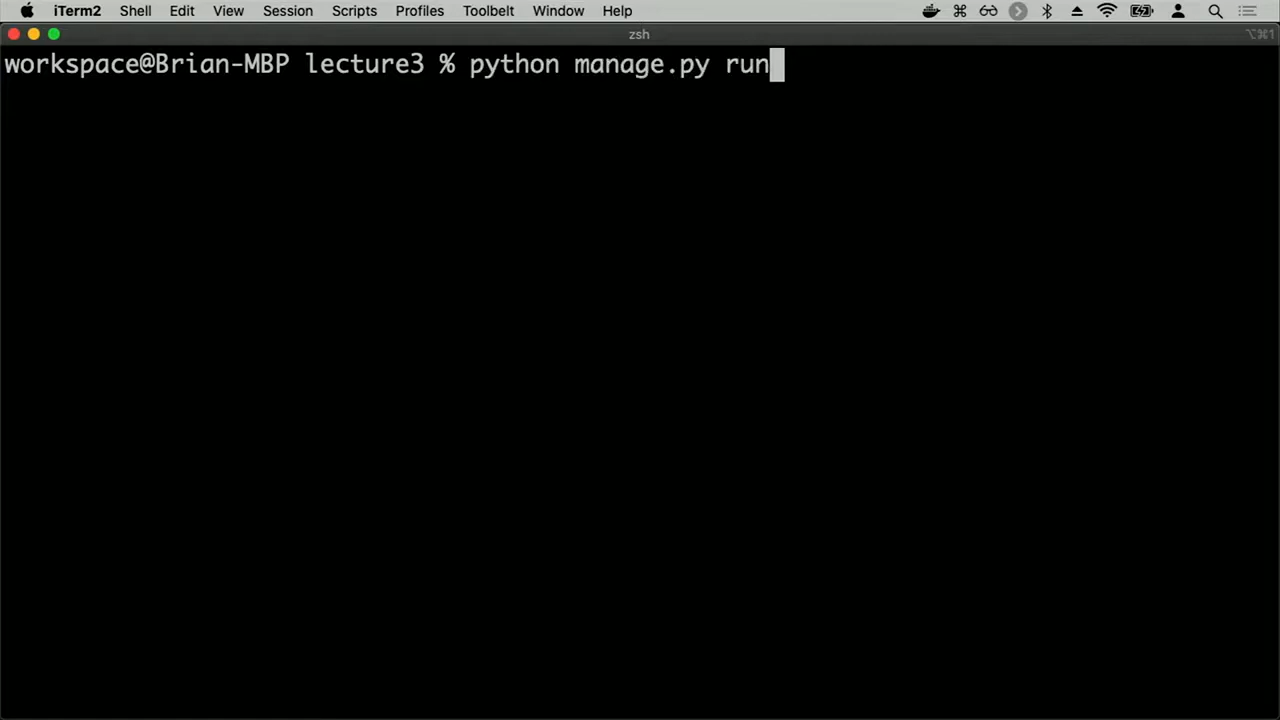 iTerm2 Shell Edit View Session Scripts Profiles Toolbelt Window Help
zsh ⌥⌘1
workspace@Brian-MBP lecture3 % python manage.py run